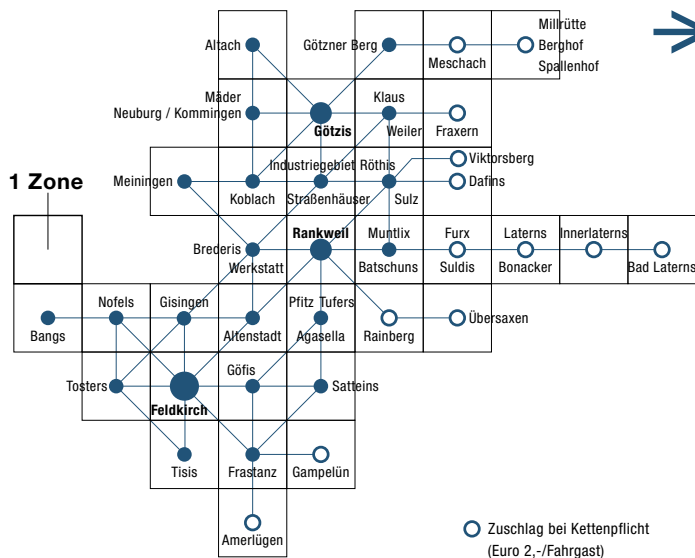 Millrütte
Altach
Götzner Berg
Berghof
Meschach
Spallenhof
Mäder
Klaus
Neuburg / Kommingen
Götzis
Weiler
Fraxern
Industriegebiet Röthis
Viktorsberg
1 Zone
Meiningen
Dafins
Koblach
Straßenhäuser
Sulz
Rankweil
Muntlix
Furx
Laterns
Innerlaterns
Brederis
Werkstatt
Batschuns
Suldis
Bonacker
Bad Laterns
Nofels
Gisingen
Pfitz Tufers
Übersaxen
Bangs
Altenstadt
Agasella
Rainberg
Göfis
Tosters
Satteins
Feldkirch
Tisis
Frastanz
Gampelün
Amerlügen
Zuschlag bei Kettenpflicht
(Euro 2,-/Fahrgast)